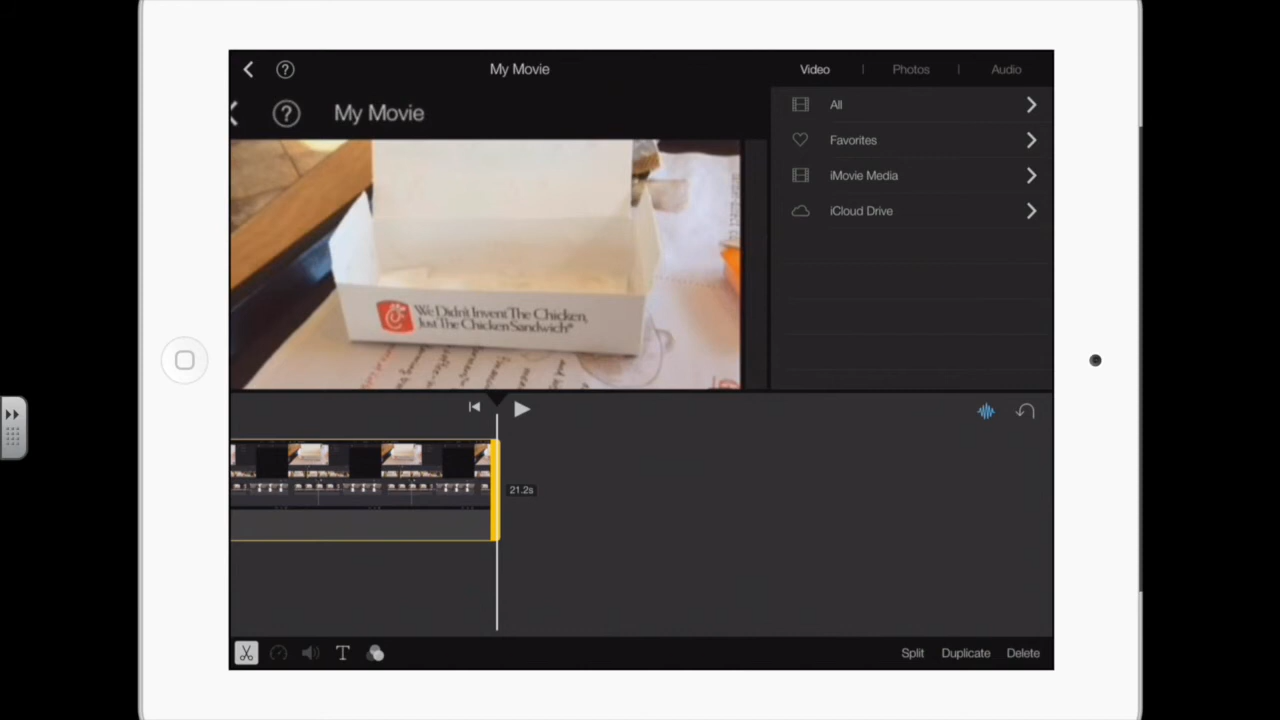 My Movie
Video | Photos | Audio
My Movie
All
Favorites
iMovie Media
iCloud Drive
We Didn't Invent The Chicken,
Just The Chicken Sandwich®
21.2s
T
Split Duplicate Delete